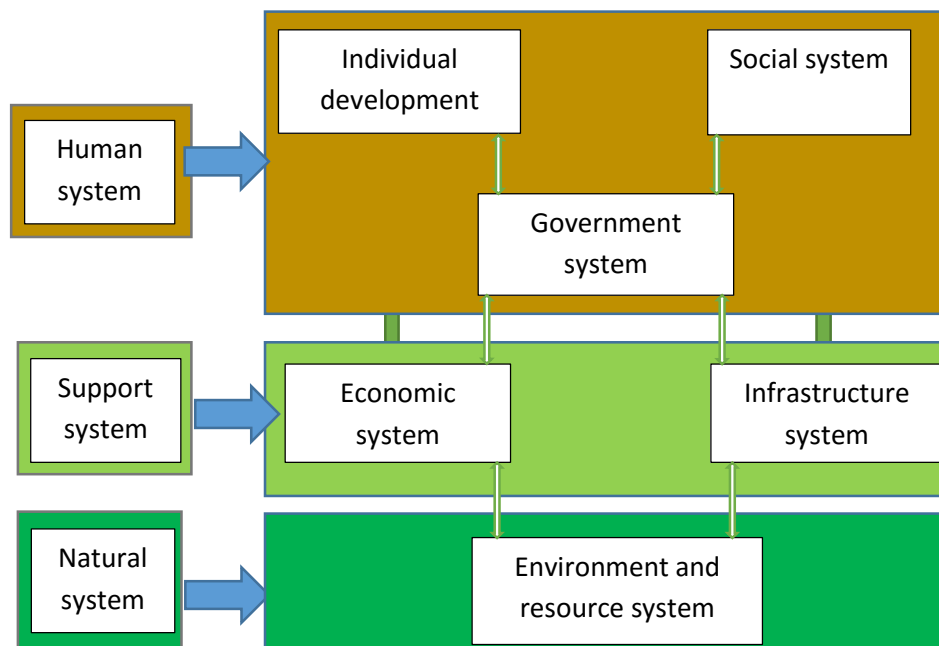 Individual
development
Social system
Human
system
Government
system
Support
system
Economic
system
Infrastructure
system
Natural
system
Environment and
resource system